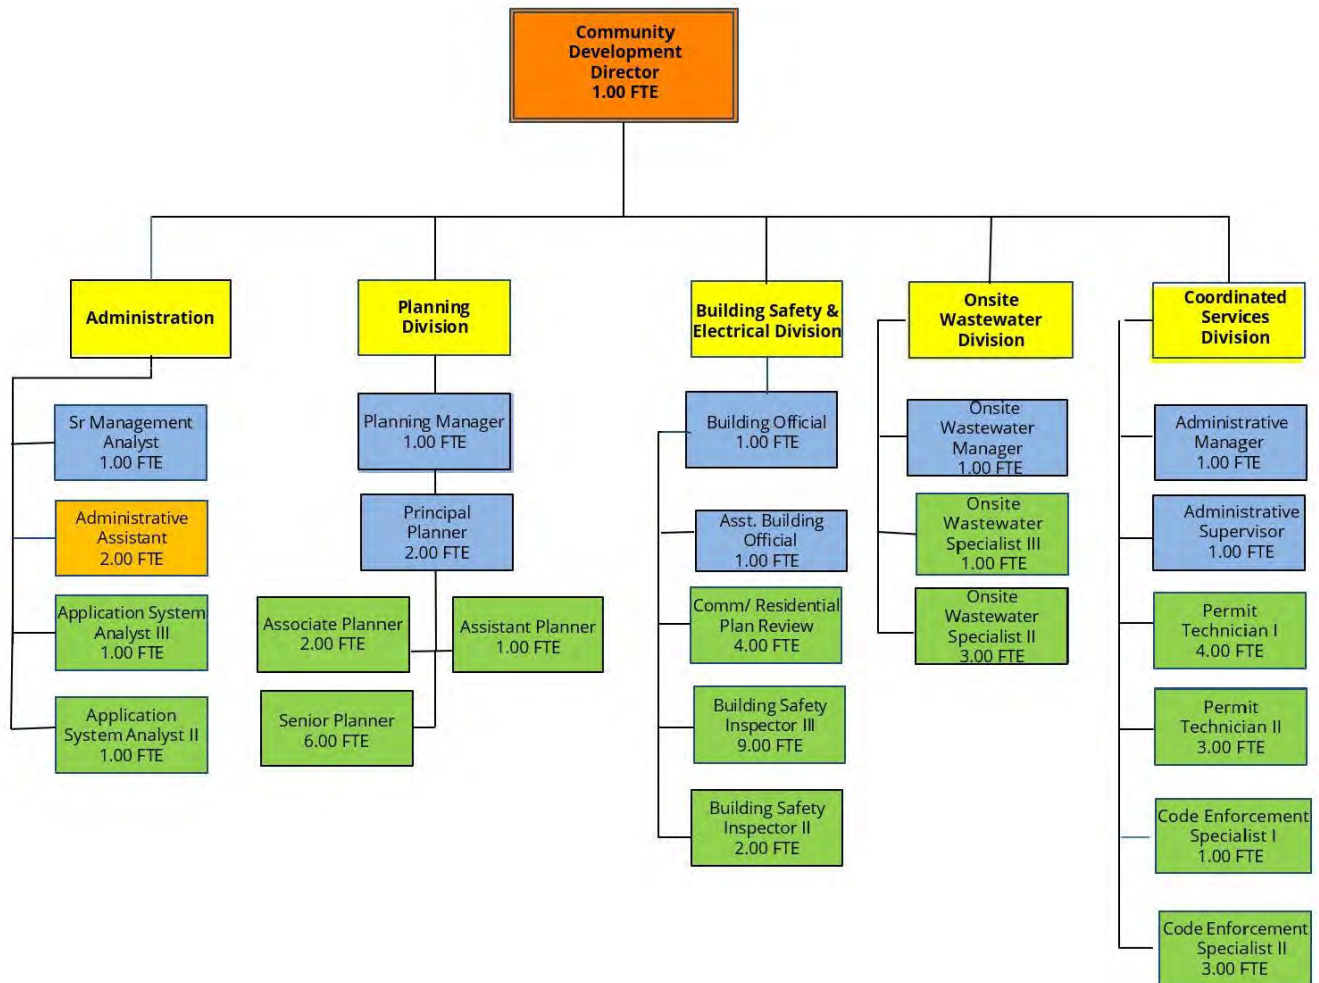 Community
Development
Director
1.00 FTE
Administration
Planning
Division
Building Safety &
Electrical Division
Onsite
Wastewater
Division
Coordinated
Services
Division
Sr Management
Analyst
1.00 FTE
Administrative
Assistant
2.00 FTE
Application System
Analyst III
1.00 FTE
Application
System Analyst II
1.00 FTE
Planning Manager
1.00 FTE
Principal
Planner
2.00 FTE
Associate Planner
2.00 FTE
Assistant Planner
1.00 FTE
Senior Planner
6.00 FTE
Building Official
1.00 FTE
Asst. Building
Official
1.00 FTE
Comm/ Residential
Plan Review
4.00 FTE
Building Safety
Inspector III
9.00 FTE
Building Safety
Inspector II
2.00 FTE
Onsite
Wastewater
Manager
1.00 FTE
Onsite
Wastewater
Specialist III
1.00 FTE
Onsite
Wastewater
Specialist II
3.00 FTE
Administrative
Manager
1.00 FTE
Administrative
Supervisor
1.00 FTE
Permit
Technician I
4.00 FTE
Permit
Technician II
3.00 FTE
Code Enforcement
Specialist I
1.00 FTE
Code Enforcement
Specialist II
3.00 FTE